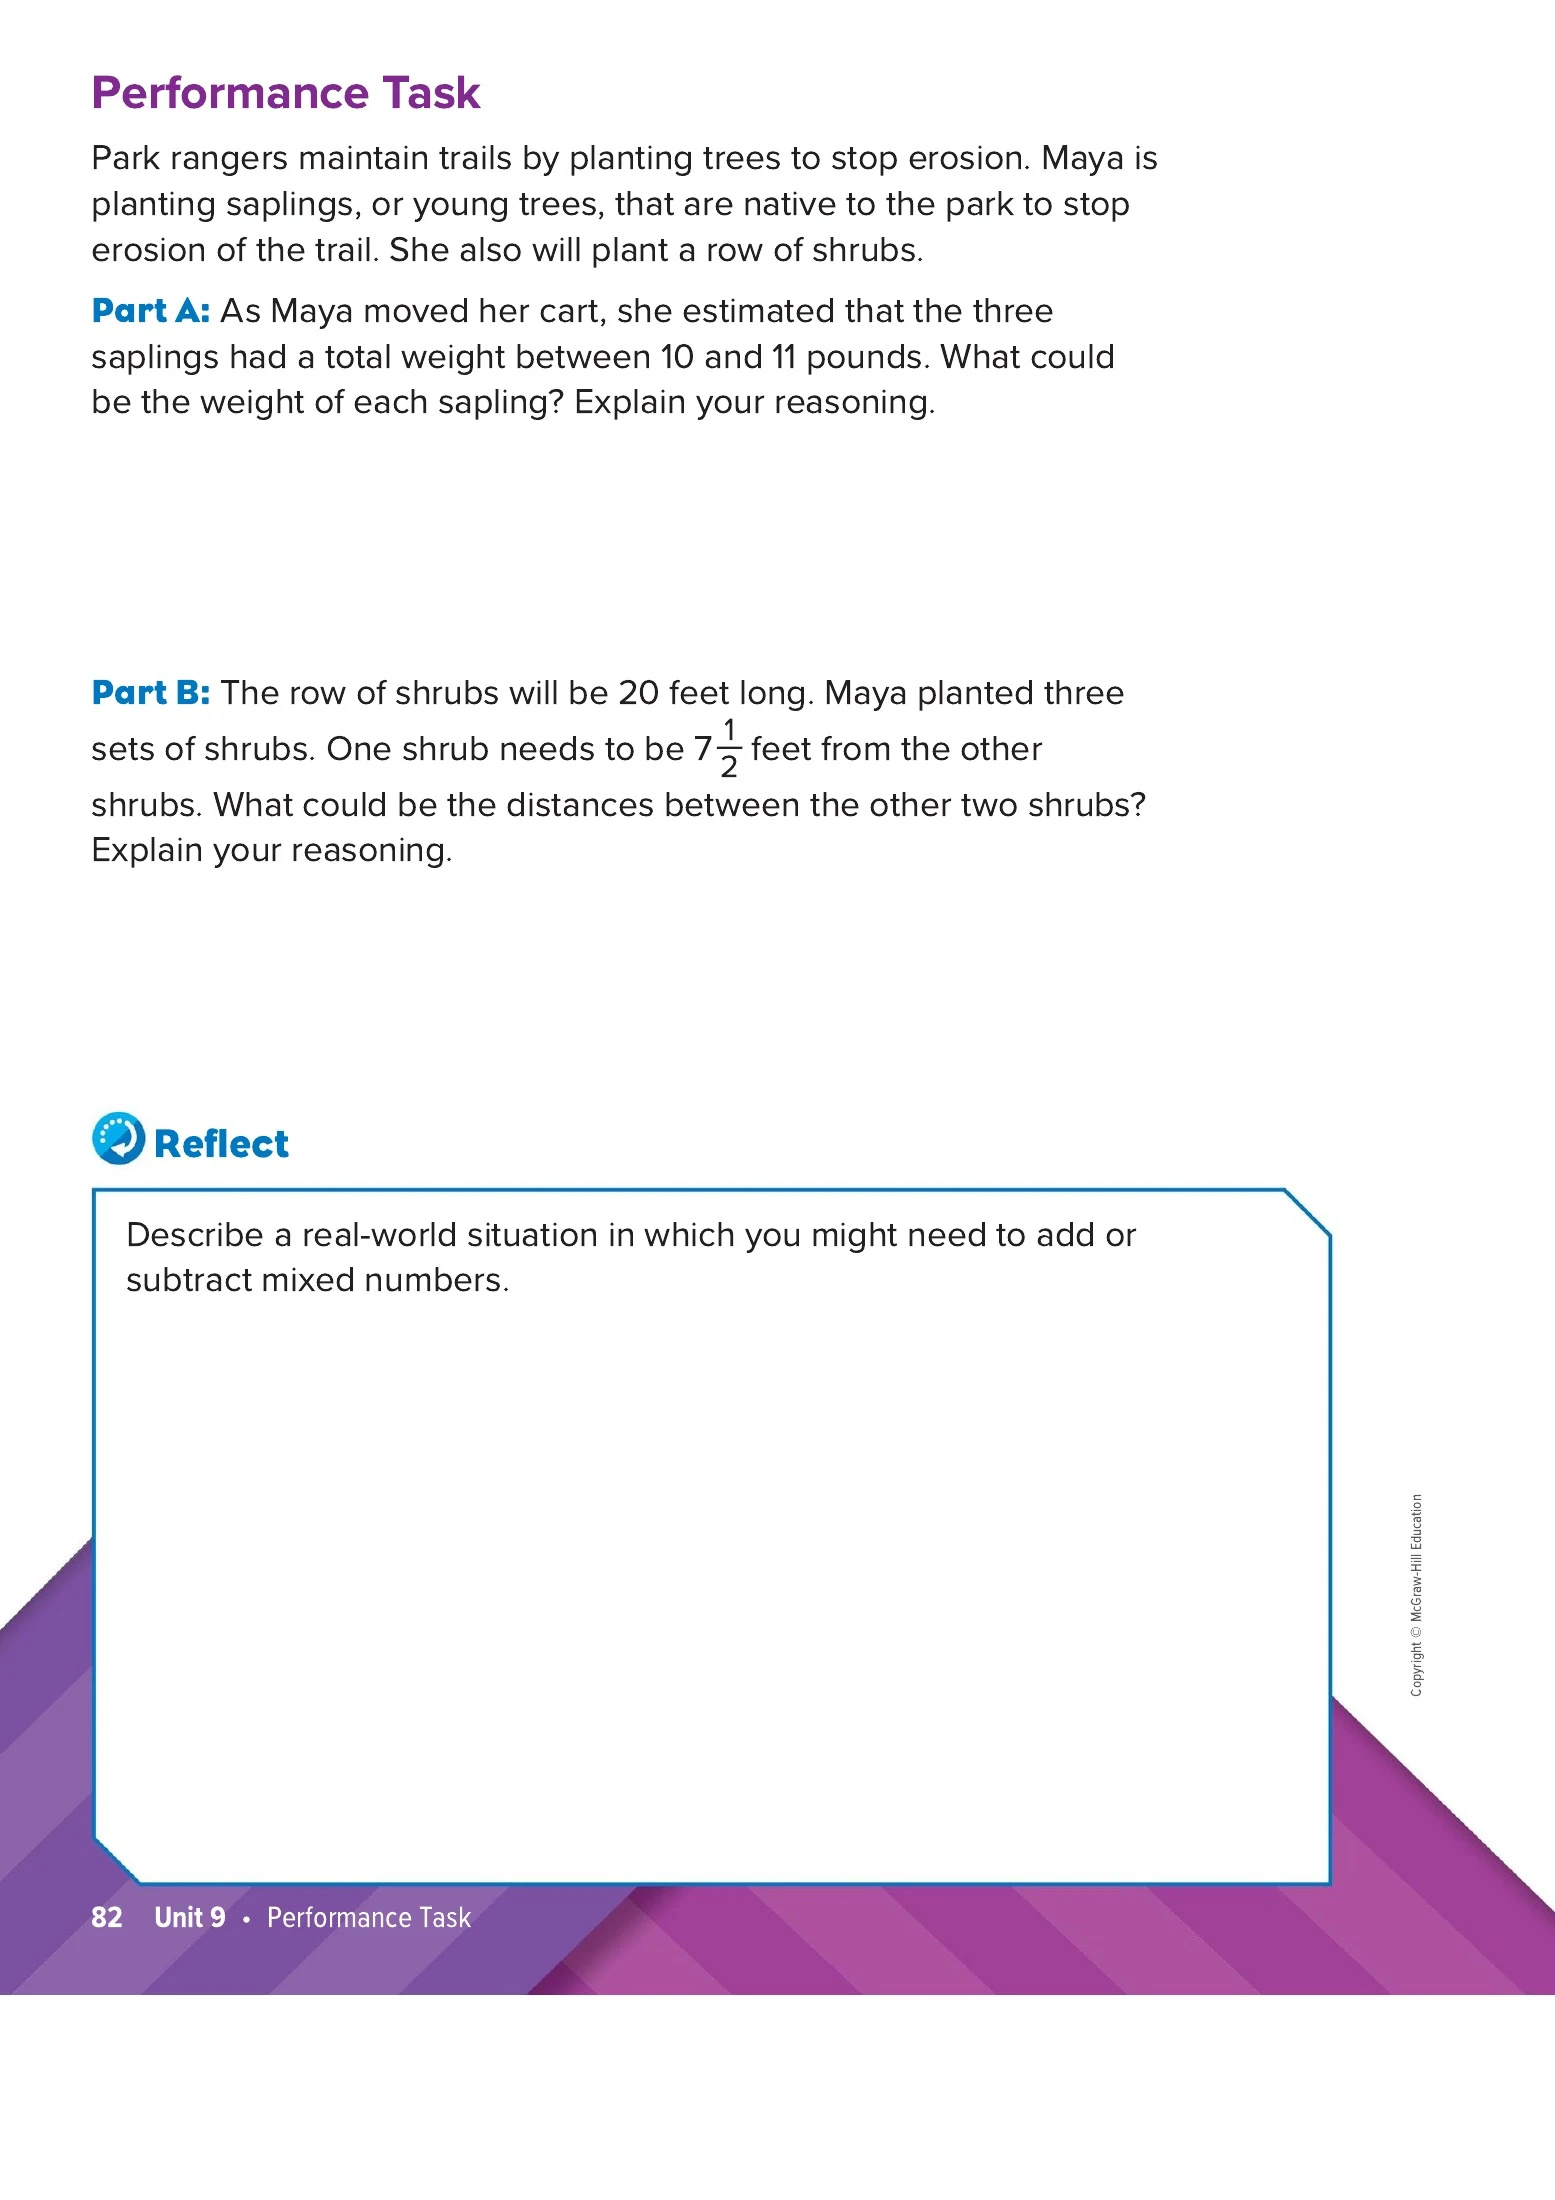 Performance Task
Park rangers maintain trails by planting trees to stop erosion. Maya is
planting saplings, or young trees, that are native to the park to stop
erosion of the trail. She also will plant a row of shrubs.
Part A: As Maya moved her cart, she estimated that the three
saplings had a total weight between 10 and 11 pounds. What could
be the weight of each sapling? Explain your reasoning.
Part B: The row of shrubs will be 20 feet long. Maya planted three
sets of shrubs. One shrub needs to be 7 1/2 feet from the other
shrubs. What could be the distances between the other two shrubs?
Explain your reasoning.
Reflect
Describe a real-world situation in which you might need to add or
subtract mixed numbers.
Copyright © McGraw-Hill Education
82 Unit 9 • Performance Task